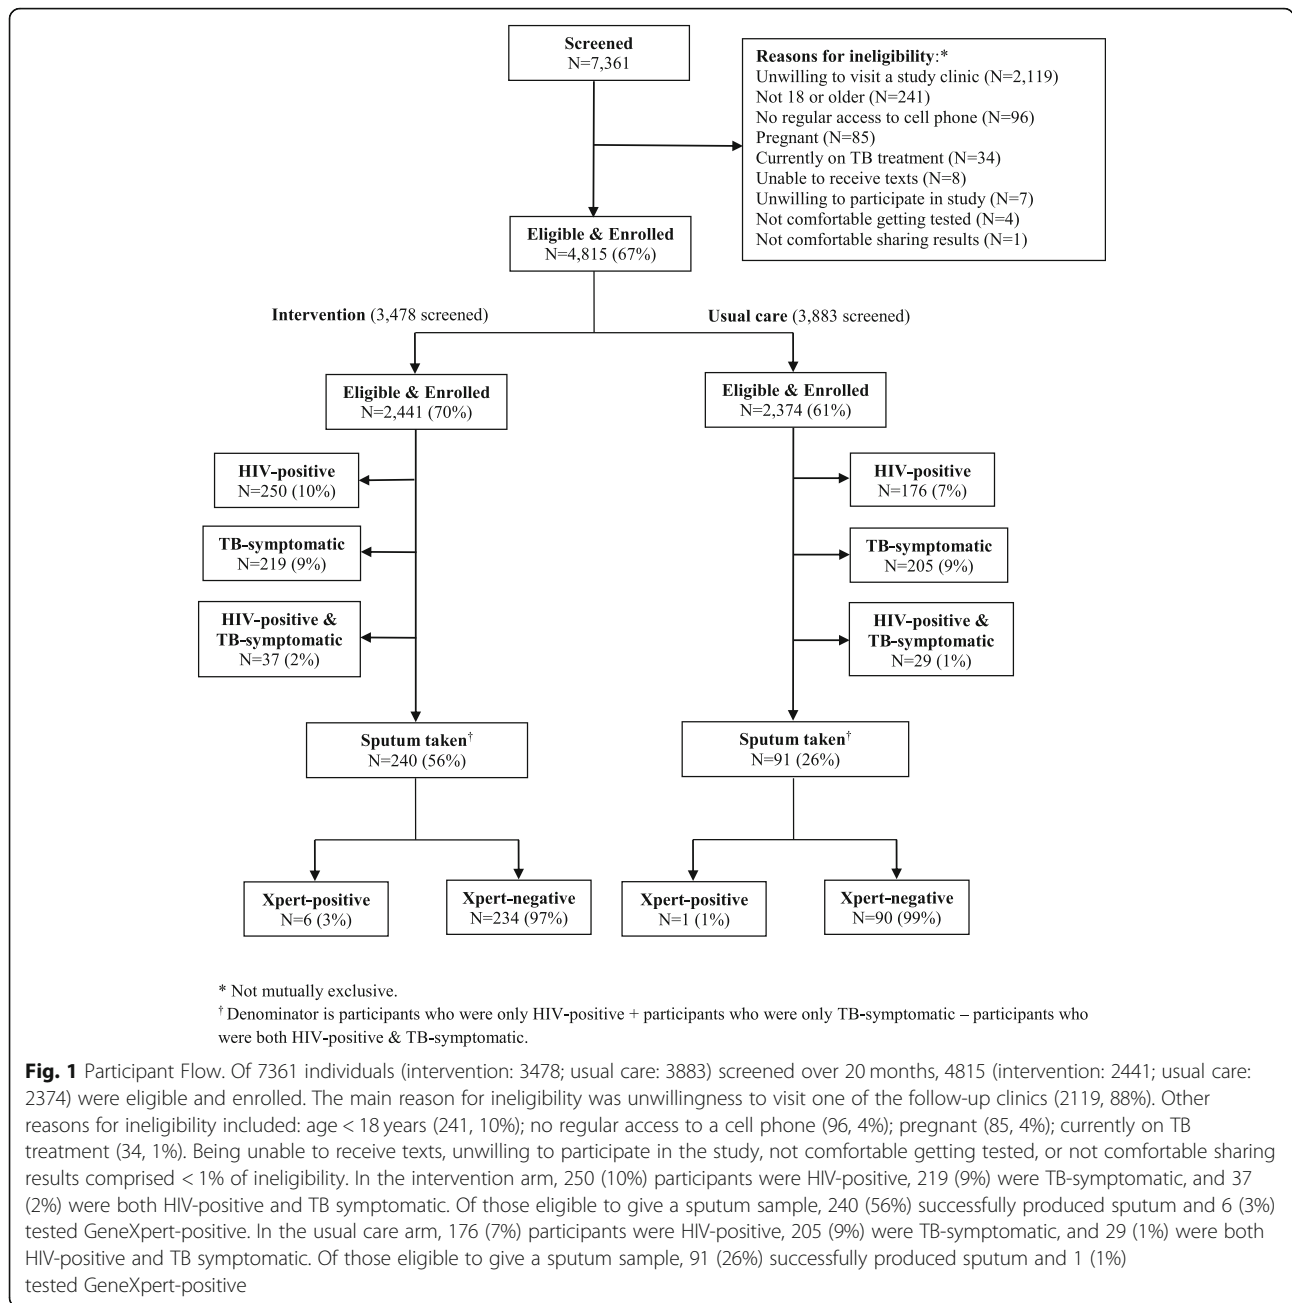 Screened
N=7,361
Reasons for ineligibility:*
Unwilling to visit a study clinic (N=2,119)
Not 18 or older (N=241)
No regular access to cell phone (N=96)
Pregnant (N=85)
Currently on TB treatment (N=34)
Unable to receive texts (N=8)
Unwilling to participate in study (N=7)
Not comfortable getting tested (N=4)
Not comfortable sharing results (N=1)
Eligible & Enrolled
N=4,815 (67%)
Intervention (3,478 screened)
Usual care (3,883 screened)
Eligible & Enrolled
N=2,441 (70%)
Eligible & Enrolled
N=2,374 (61%)
HIV-positive
N=250 (10%)
HIV-positive
N=176 (7%)
TB-symptomatic
N=219 (9%)
TB-symptomatic
N=205 (9%)
HIV-positive &
TB-symptomatic
N=37 (2%)
HIV-positive &
TB-symptomatic
N=29 (1%)
Sputum taken†
N=240 (56%)
Sputum taken†
N=91 (26%)
Xpert-positive
N=6 (3%)
Xpert-negative
N=234 (97%)
Xpert-positive
N=1 (1%)
Xpert-negative
N=90 (99%)
* Not mutually exclusive.
† Denominator is participants who were only HIV-positive + participants who were only TB-symptomatic – participants who
were both HIV-positive & TB-symptomatic.
Fig. 1 Participant Flow. Of 7361 individuals (intervention: 3478; usual care: 3883) screened over 20 months, 4815 (intervention: 2441; usual care:
2374) were eligible and enrolled. The main reason for ineligibility was unwillingness to visit one of the follow-up clinics (2119, 88%). Other
reasons for ineligibility included: age < 18 years (241, 10%); no regular access to a cell phone (96, 4%); pregnant (85, 4%); currently on TB
treatment (34, 1%). Being unable to receive texts, unwilling to participate in the study, not comfortable getting tested, or not comfortable sharing
results comprised < 1% of ineligibility. In the intervention arm, 250 (10%) participants were HIV-positive, 219 (9%) were TB-symptomatic, and 37
(2%) were both HIV-positive and TB symptomatic. Of those eligible to give a sputum sample, 240 (56%) successfully produced sputum and 6 (3%)
tested GeneXpert-positive. In the usual care arm, 176 (7%) participants were HIV-positive, 205 (9%) were TB-symptomatic, and 29 (1%) were both
HIV-positive and TB symptomatic. Of those eligible to give a sputum sample, 91 (26%) successfully produced sputum and 1 (1%)
tested GeneXpert-positive